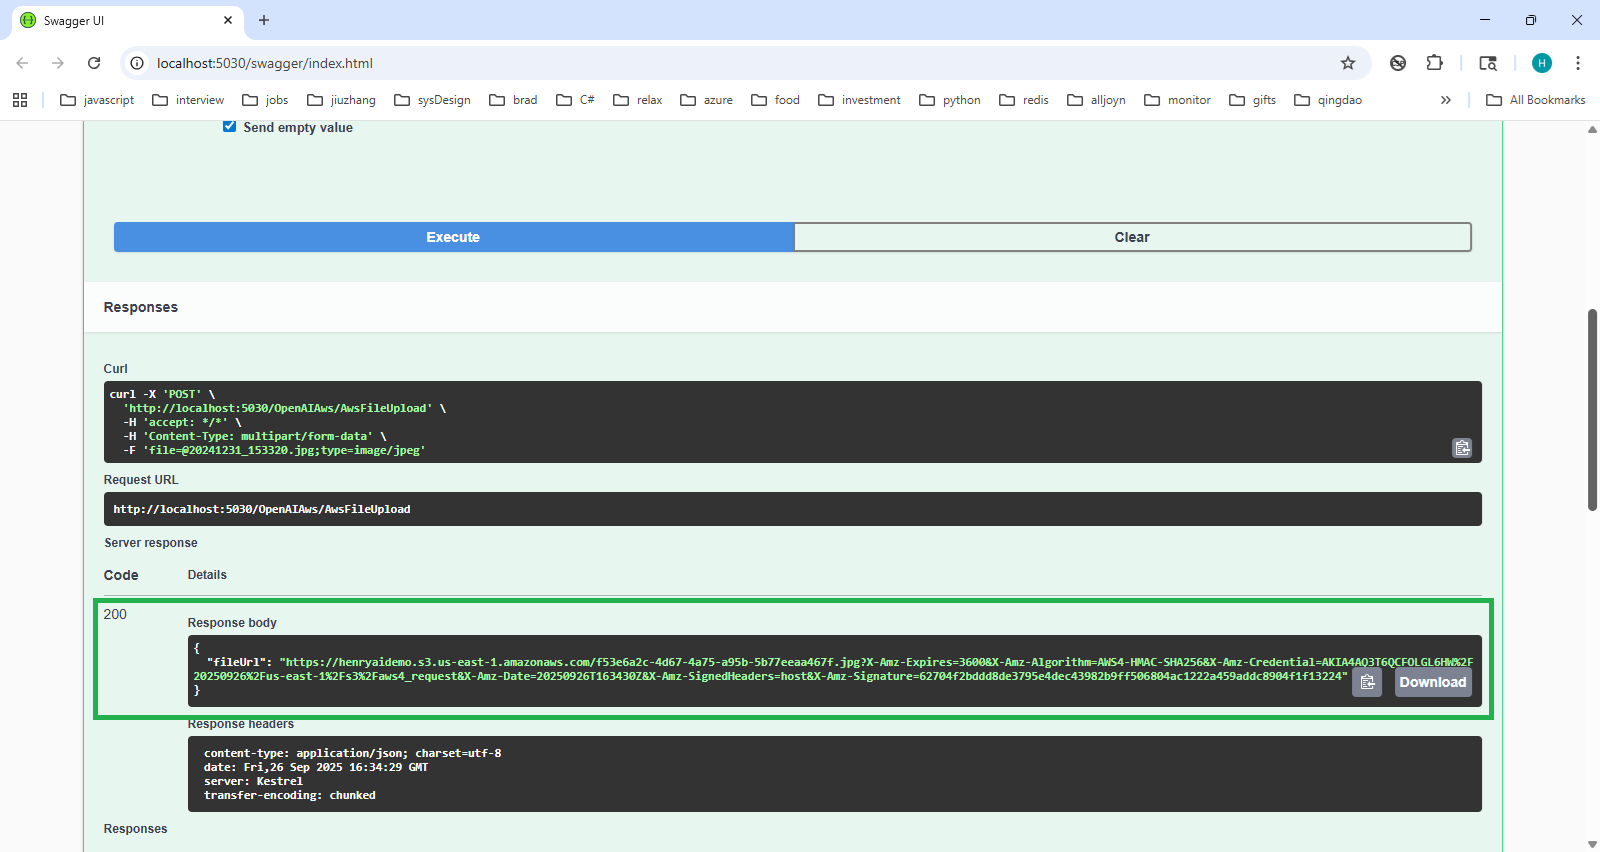 Swagger UI
localhost:5030/swagger/index.html
H
javascript interview jobs jiuzhang sysDesign brad C# relax azure food investment python redis alljoyn monitor gifts qingdao » All Bookmarks
Send empty value
Execute Clear
Responses
Curl
curl -X 'POST' \
'http://localhost:5030/OpenAIAws/AwsFileUpload' \
-H 'accept: */*' \
-H 'Content-Type: multipart/form-data' \
-F 'file=@20241231_153320.jpg;type=image/jpeg'
Request URL
http://localhost:5030/OpenAIAws/AwsFileUpload
Server response
Code Details
200
Response body
{
"fileUrl": "https://henryaidemo.s3.us-east-1.amazonaws.com/f53e6a2c-4d67-4a75-a95b-5b77eeaa467f.jpg?X-Amz-Expires=3600&X-Amz-Algorithm=AWS4-HMAC-SHA256&X-Amz-Credential=AKIA4AQ3T6QCFOLGL6HW%2F
20250926%2Fus-east-1%2Fs3%2Faws4_request&X-Amz-Date=20250926T163430Z&X-Amz-SignedHeaders=host&X-Amz-Signature=62704f2bddd8de3795e4dec43982b9ff506804ac1222a459addc8904f1f13224"
}
Download
Response headers
content-type: application/json; charset=utf-8
date: Fri,26 Sep 2025 16:34:29 GMT
server: Kestrel
transfer-encoding: chunked
Responses